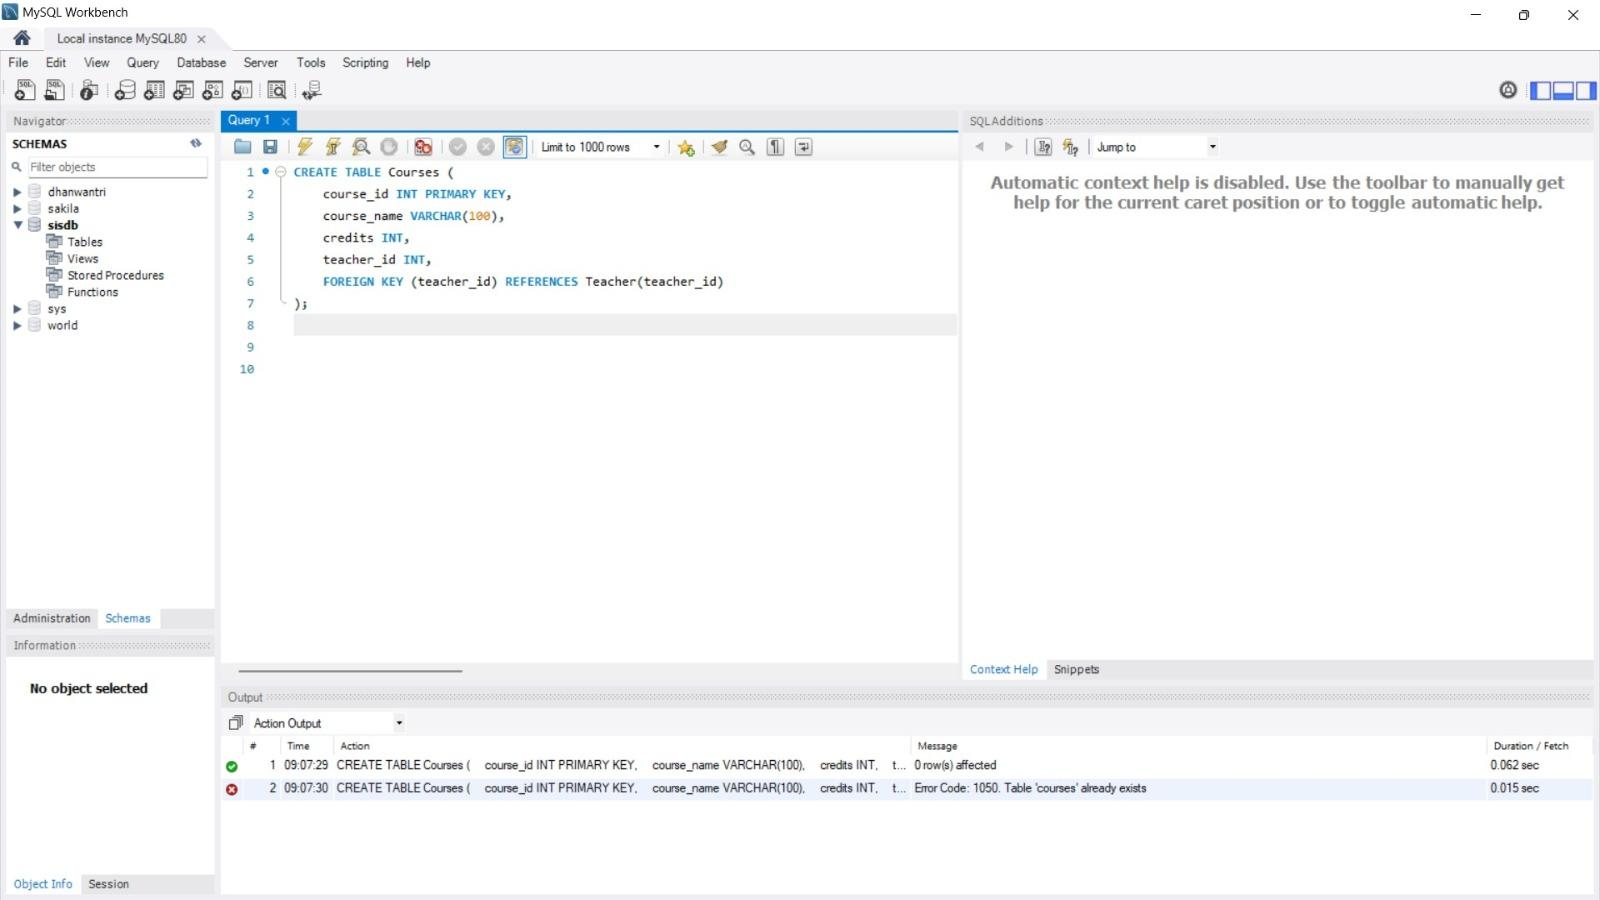 MySQL Workbench
Local instance MySQL80
File Edit View Query Database Server Tools Scripting Help
Navigator
SCHEMAS
Filter objects
dhanwantri
sakila
sisdb
Tables
Views
Stored Procedures
Functions
sys
world
Administration Schemas
Information
No object selected
Object Info Session
Query 1
Limit to 1000 rows
1 CREATE TABLE Courses (
2 course_id INT PRIMARY KEY,
3 course_name VARCHAR(100),
4 credits INT,
5 teacher_id INT,
6 FOREIGN KEY (teacher_id) REFERENCES Teacher(teacher_id)
7 );
8
9
10
SQLAdditions
Jump to
Automatic context help is disabled. Use the toolbar to manually get
help for the current caret position or to toggle automatic help.
Context Help Snippets
Output
Action Output
# Time Action Message Duration / Fetch
1 09:07:29 CREATE TABLE Courses ( course_id INT PRIMARY KEY, course_name VARCHAR(100), credits INT, t... 0 row(s) affected 0.062 sec
2 09:07:30 CREATE TABLE Courses ( course_id INT PRIMARY KEY, course_name VARCHAR(100), credits INT, t... Error Code: 1050. Table 'courses' already exists 0.015 sec